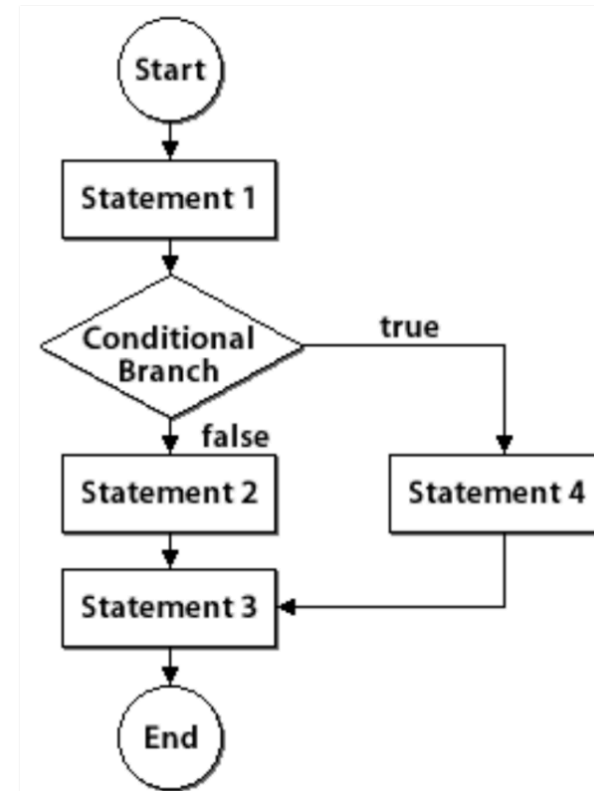 Start
Statement 1
Conditional
Branch
true
false
Statement 2
Statement 4
Statement 3
End